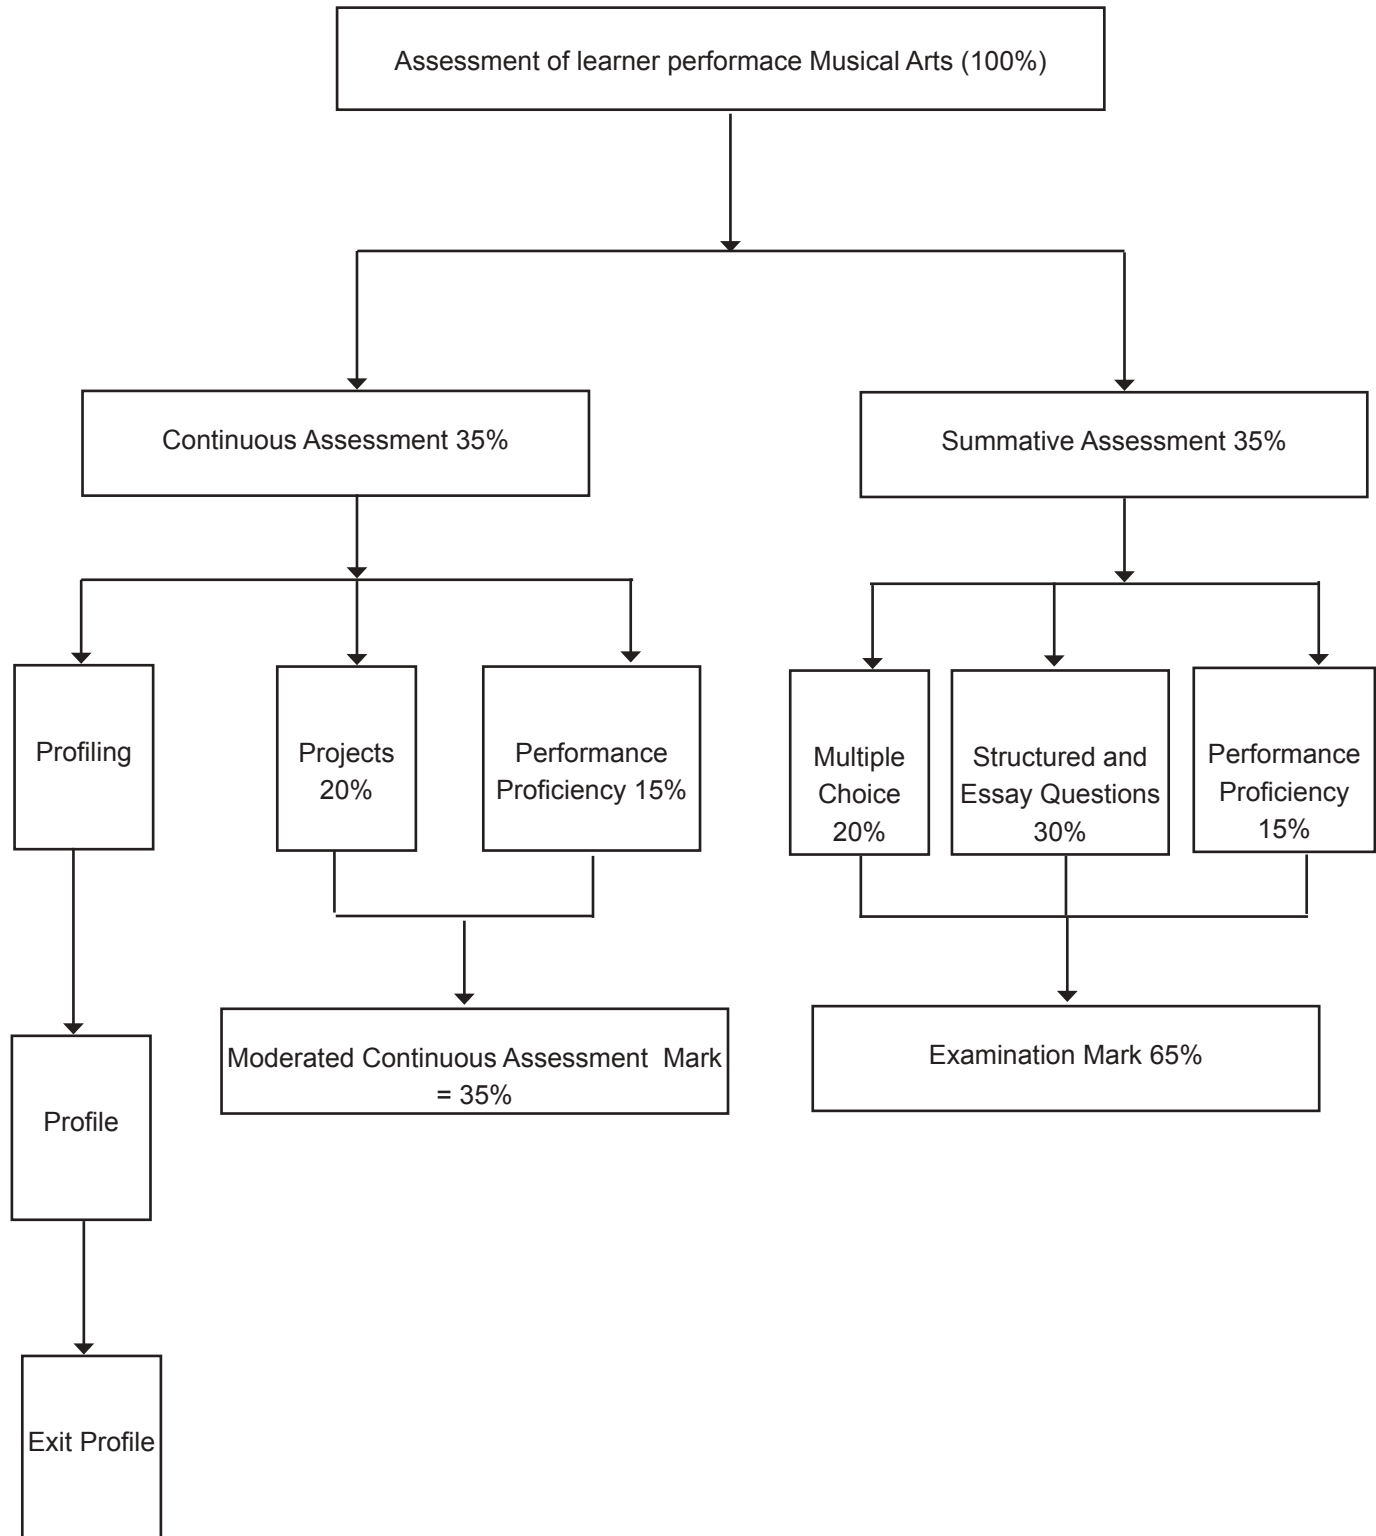 Assessment of learner performace Musical Arts (100%)
Continuous Assessment 35%
Summative Assessment 35%
Profiling
Projects
20%
Performance
Proficiency 15%
Multiple
Choice
20%
Structured and
Essay Questions
30%
Performance
Proficiency
15%
Moderated Continuous Assessment  Mark
= 35%
Examination Mark 65%
Profile
Exit Profile